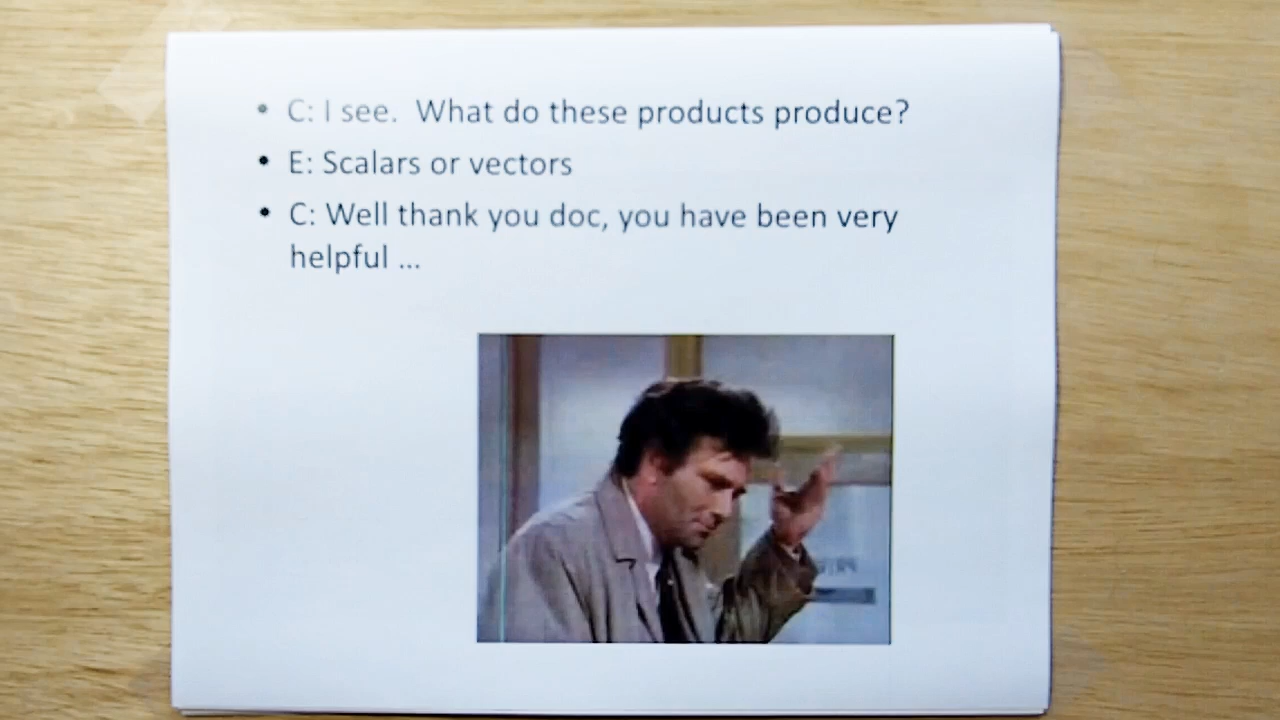 • C: I see.  What do these products produce?
• E: Scalars or vectors
• C: Well thank you doc, you have been very
helpful ...